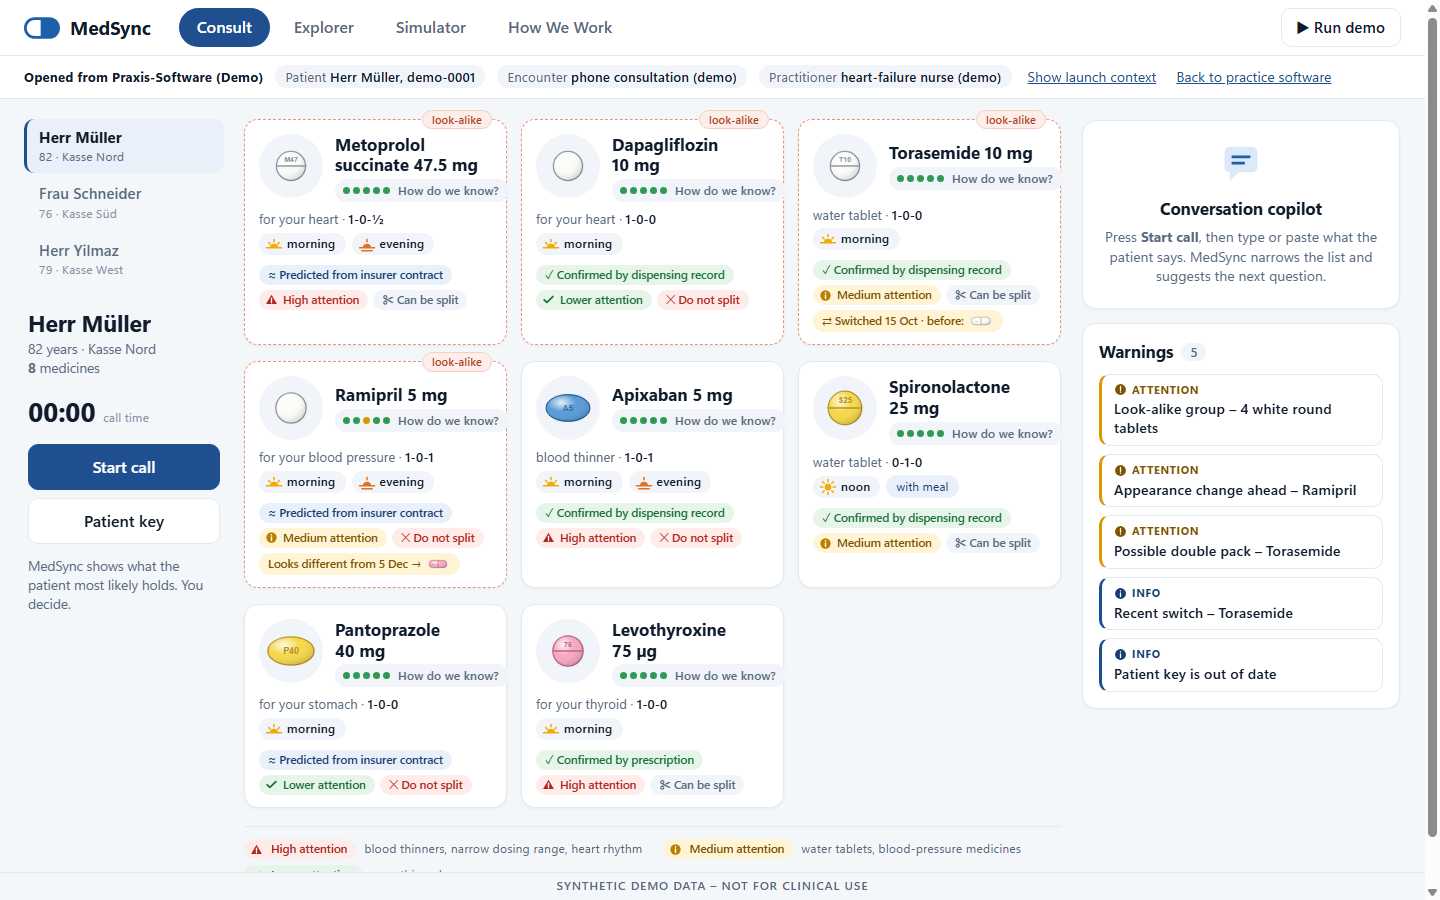 MedSync
Consult
Explorer
Simulator
How We Work
▶ Run demo
Opened from Praxis-Software (Demo)
Patient Herr Müller, demo-0001
Encounter phone consultation (demo)
Practitioner heart-failure nurse (demo)
Show launch context
Back to practice software
Herr Müller
82 · Kasse Nord
Frau Schneider
76 · Kasse Süd
Herr Yilmaz
79 · Kasse West
Herr Müller
82 years · Kasse Nord
8 medicines
00:00 call time
Start call
Patient key
MedSync shows what the
patient most likely holds. You
decide.
look-alike
M47
Metoprolol
succinate 47.5 mg
How do we know?
for your heart · 1-0-½
morning
evening
≈ Predicted from insurer contract
High attention
Can be split
look-alike
Dapagliflozin
10 mg
How do we know?
for your heart · 1-0-0
morning
✓ Confirmed by dispensing record
Lower attention
Do not split
look-alike
T10
Torasemide 10 mg
How do we know?
water tablet · 1-0-0
morning
✓ Confirmed by dispensing record
Medium attention
Can be split
⇄ Switched 15 Oct · before:
look-alike
Ramipril 5 mg
How do we know?
for your blood pressure · 1-0-1
morning
evening
≈ Predicted from insurer contract
Medium attention
Do not split
Looks different from 5 Dec →
A5
Apixaban 5 mg
How do we know?
blood thinner · 1-0-1
morning
evening
✓ Confirmed by dispensing record
High attention
Do not split
S25
Spironolactone
25 mg
How do we know?
water tablet · 0-1-0
noon
with meal
✓ Confirmed by dispensing record
Medium attention
Can be split
P40
Pantoprazole
40 mg
How do we know?
for your stomach · 1-0-0
morning
≈ Predicted from insurer contract
Lower attention
Do not split
76
Levothyroxine
75 µg
How do we know?
for your thyroid · 1-0-0
morning
✓ Confirmed by prescription
High attention
Can be split
High attention
blood thinners, narrow dosing range, heart rhythm
Medium attention
water tablets, blood-pressure medicines
Conversation copilot
Press Start call, then type or paste what the
patient says. MedSync narrows the list and
suggests the next question.
Warnings 5
ATTENTION
Look-alike group – 4 white round
tablets
ATTENTION
Appearance change ahead – Ramipril
ATTENTION
Possible double pack – Torasemide
INFO
Recent switch – Torasemide
INFO
Patient key is out of date
SYNTHETIC DEMO DATA – NOT FOR CLINICAL USE